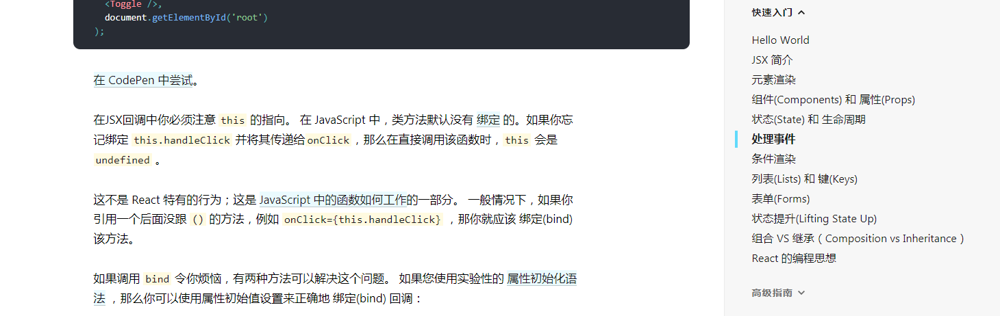 <Toggle />,
document.getElementById('root')
);
在 CodePen 中尝试。
在JSX回调中你必须注意 this 的指向。 在 JavaScript 中，类方法默认没有 绑定 的。如果你忘
记绑定 this.handleClick 并将其传递给onClick，那么在直接调用该函数时，this 会是
undefined 。
这不是 React 特有的行为；这是 JavaScript 中的函数如何工作的一部分。 一般情况下，如果你
引用一个后面没跟 () 的方法，例如 onClick={this.handleClick} ，那你就应该 绑定(bind)
该方法。
如果调用 bind 令你烦恼，有两种方法可以解决这个问题。 如果您使用实验性的 属性初始化语
法 ，那么你可以使用属性初始值设置来正确地 绑定(bind) 回调：
快速入门
Hello World
JSX 简介
元素渲染
组件(Components) 和 属性(Props)
状态(State) 和 生命周期
处理事件
条件渲染
列表(Lists) 和 键(Keys)
表单(Forms)
状态提升(Lifting State Up)
组合 VS 继承（Composition vs Inheritance）
React 的编程思想
高级指南